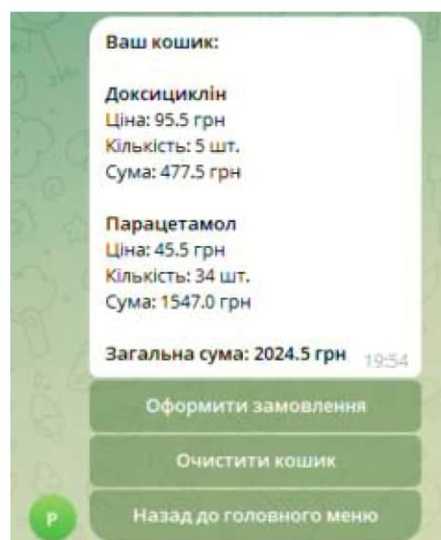 Ваш кошик:
Доксициклін
Ціна: 95.5 грн
Кількість: 5 шт.
Сума: 477.5 грн
Парацетамол
Ціна: 45.5 грн
Кількість: 34 шт.
Сума: 1547.0 грн
Загальна сума: 2024.5 грн 19:54
Оформити замовлення
Очистити кошик
Р
Назад до головного меню